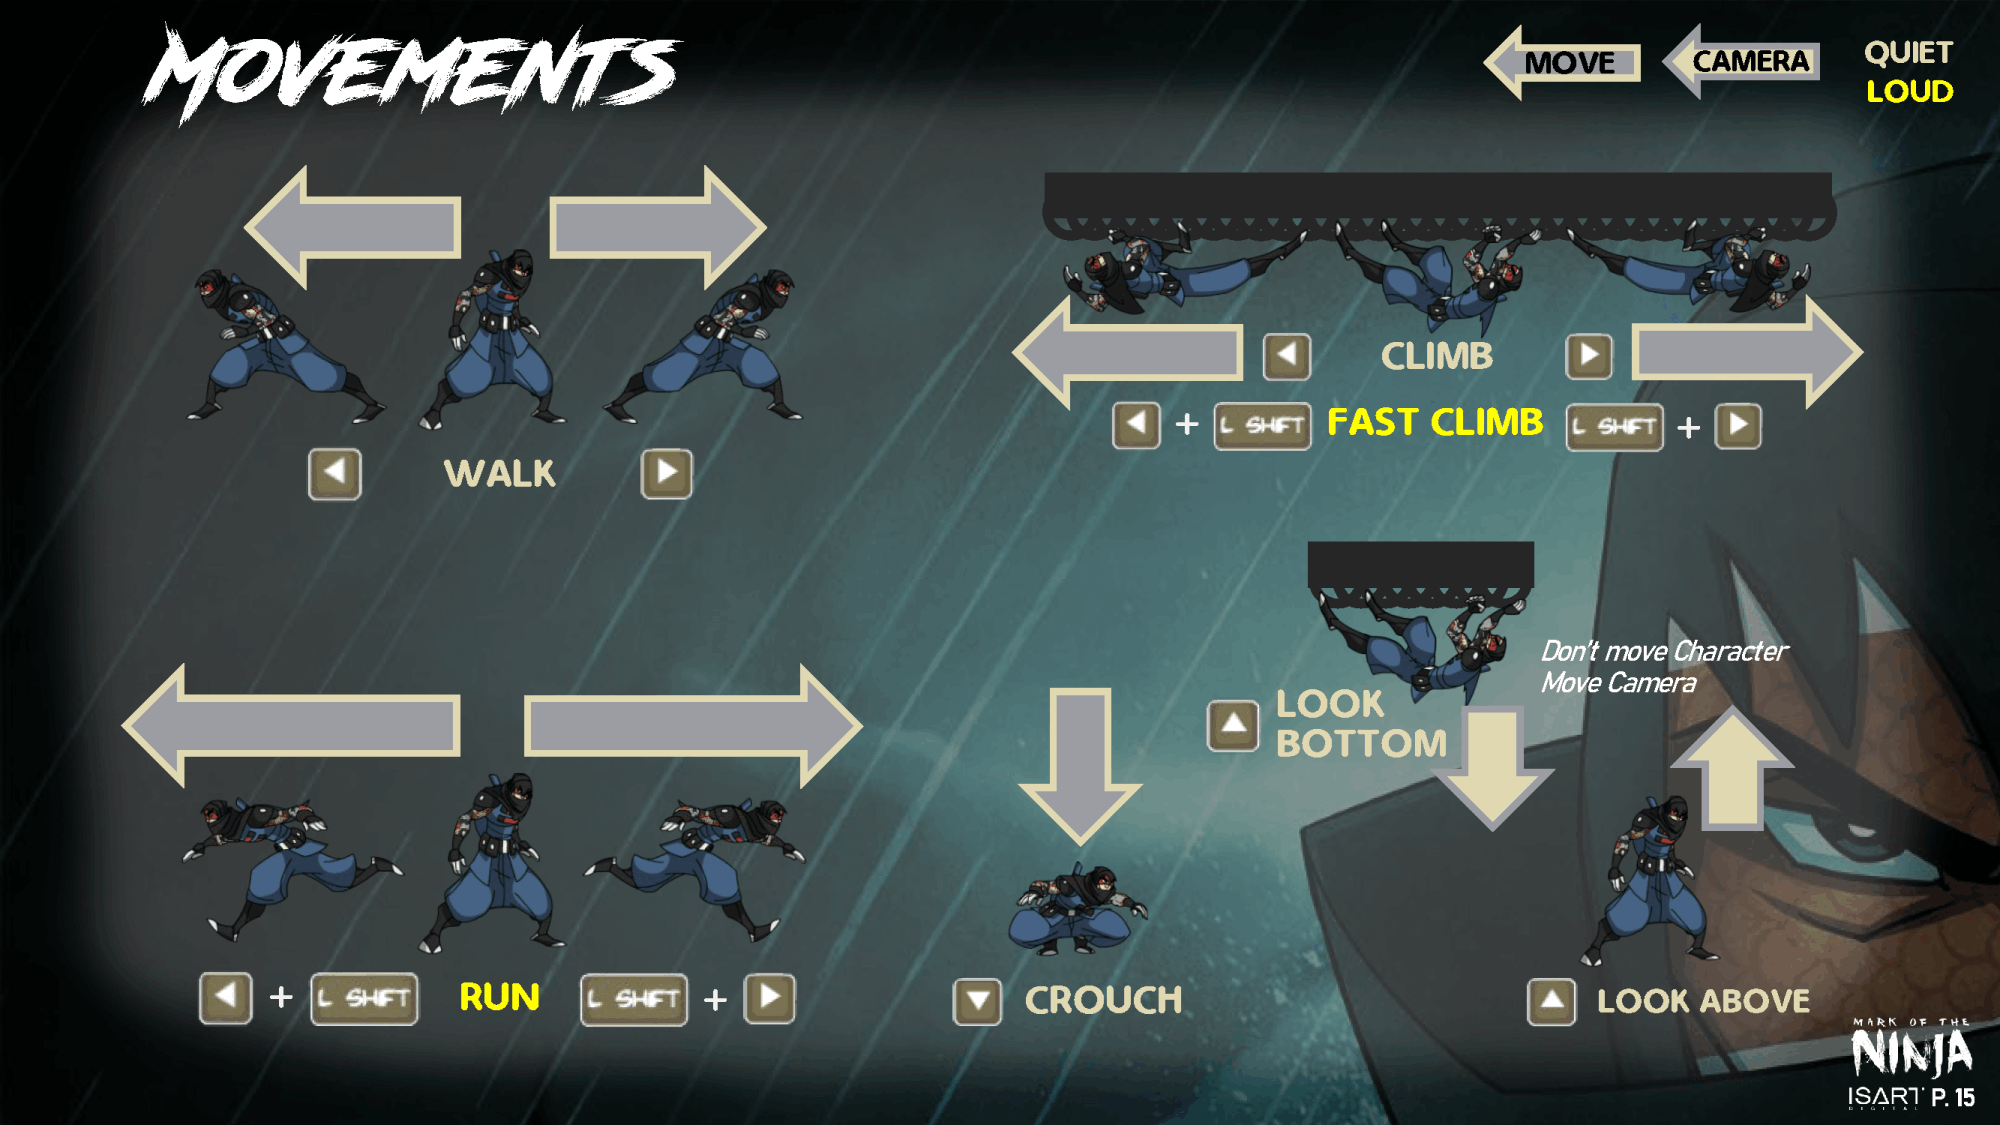 MOVEMENTS
MOVE
CAMERA
QUIET
LOUD
WALK
CLIMB
+ L SHIFT FAST CLIMB L SHIFT +
Don't move Character
Move Camera
LOOK
BOTTOM
+ L SHIFT RUN L SHIFT +
CROUCH
LOOK ABOVE
MARK OF THE
NINJA
ISART P. 15
DIGITAL